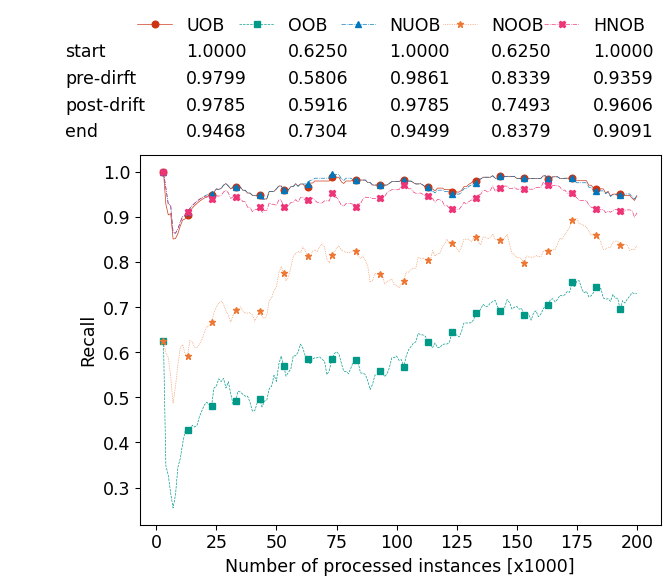 UOB OOB NUOB NOOB HNOB
start 1.0000 0.6250 1.0000 0.6250 1.0000
pre-dirft 0.9799 0.5806 0.9861 0.8339 0.9359
post-drift 0.9785 0.5916 0.9785 0.7493 0.9606
end 0.9468 0.7304 0.9499 0.8379 0.9091
1.0
0.9
0.8
0.7
0.6
0.5
0.4
0.3
Recall
0 25 50 75 100 125 150 175 200
Number of processed instances [x1000]